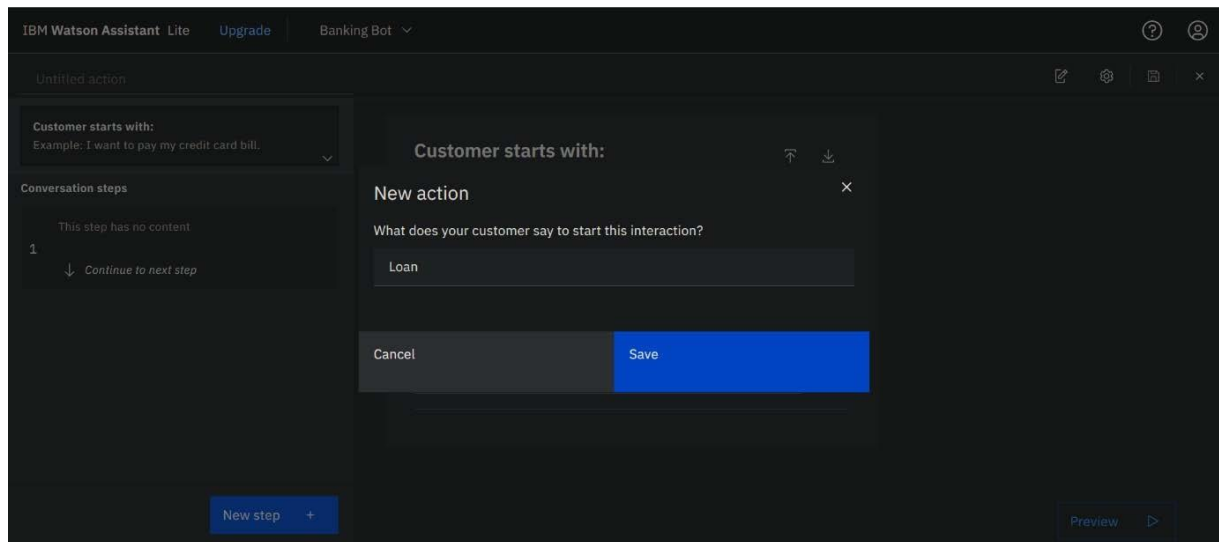 IBM Watson Assistant Lite Upgrade Banking Bot
Untitled action
Customer starts with:
Example: I want to pay my credit card bill.
Conversation steps
This step has no content
1
Continue to next step
New step +
Customer starts with:
New action
What does your customer say to start this interaction?
Loan
Cancel Save
Preview